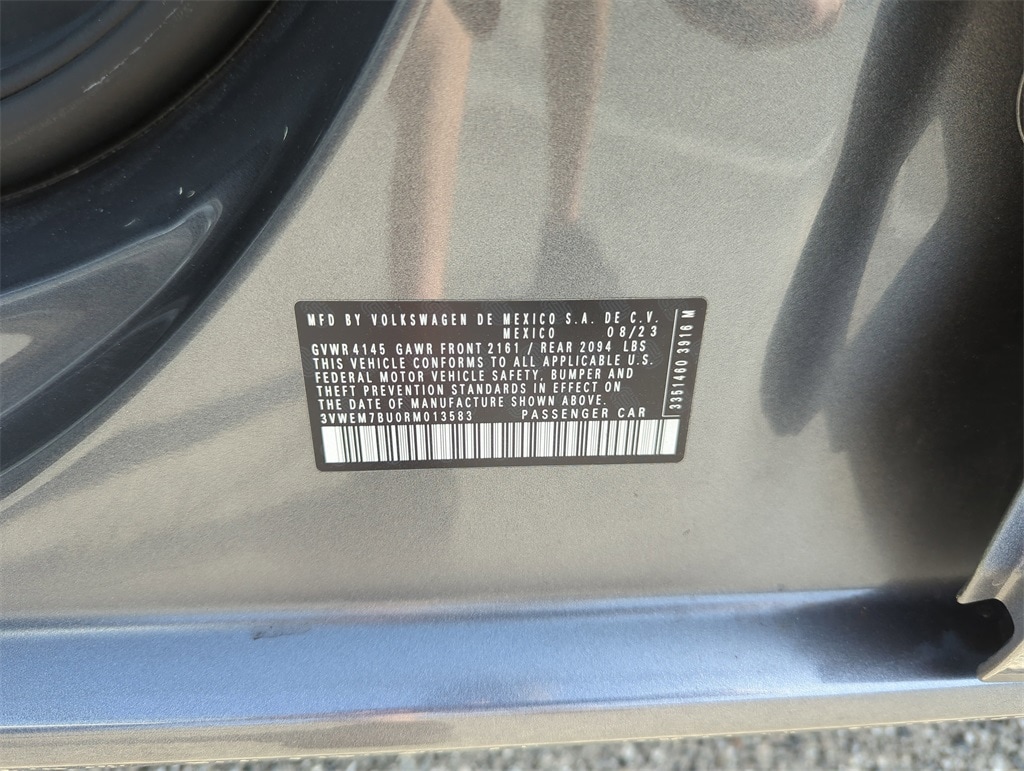 MFD BY VOLKSWAGEN DE MEXICO S.A. DE C.V.
MEXICO 08/23
GVWR 4145 GAWR FRONT 2161 / REAR 2094 LBS
THIS VEHICLE CONFORMS TO ALL APPLICABLE U.S.
FEDERAL MOTOR VEHICLE SAFETY, BUMPER AND
THEFT PREVENTION STANDARDS IN EFFECT ON
THE DATE OF MANUFACTURE SHOWN ABOVE.
3VWEM7BU0RM013583 PASSENGER CAR
3351460 3916 M